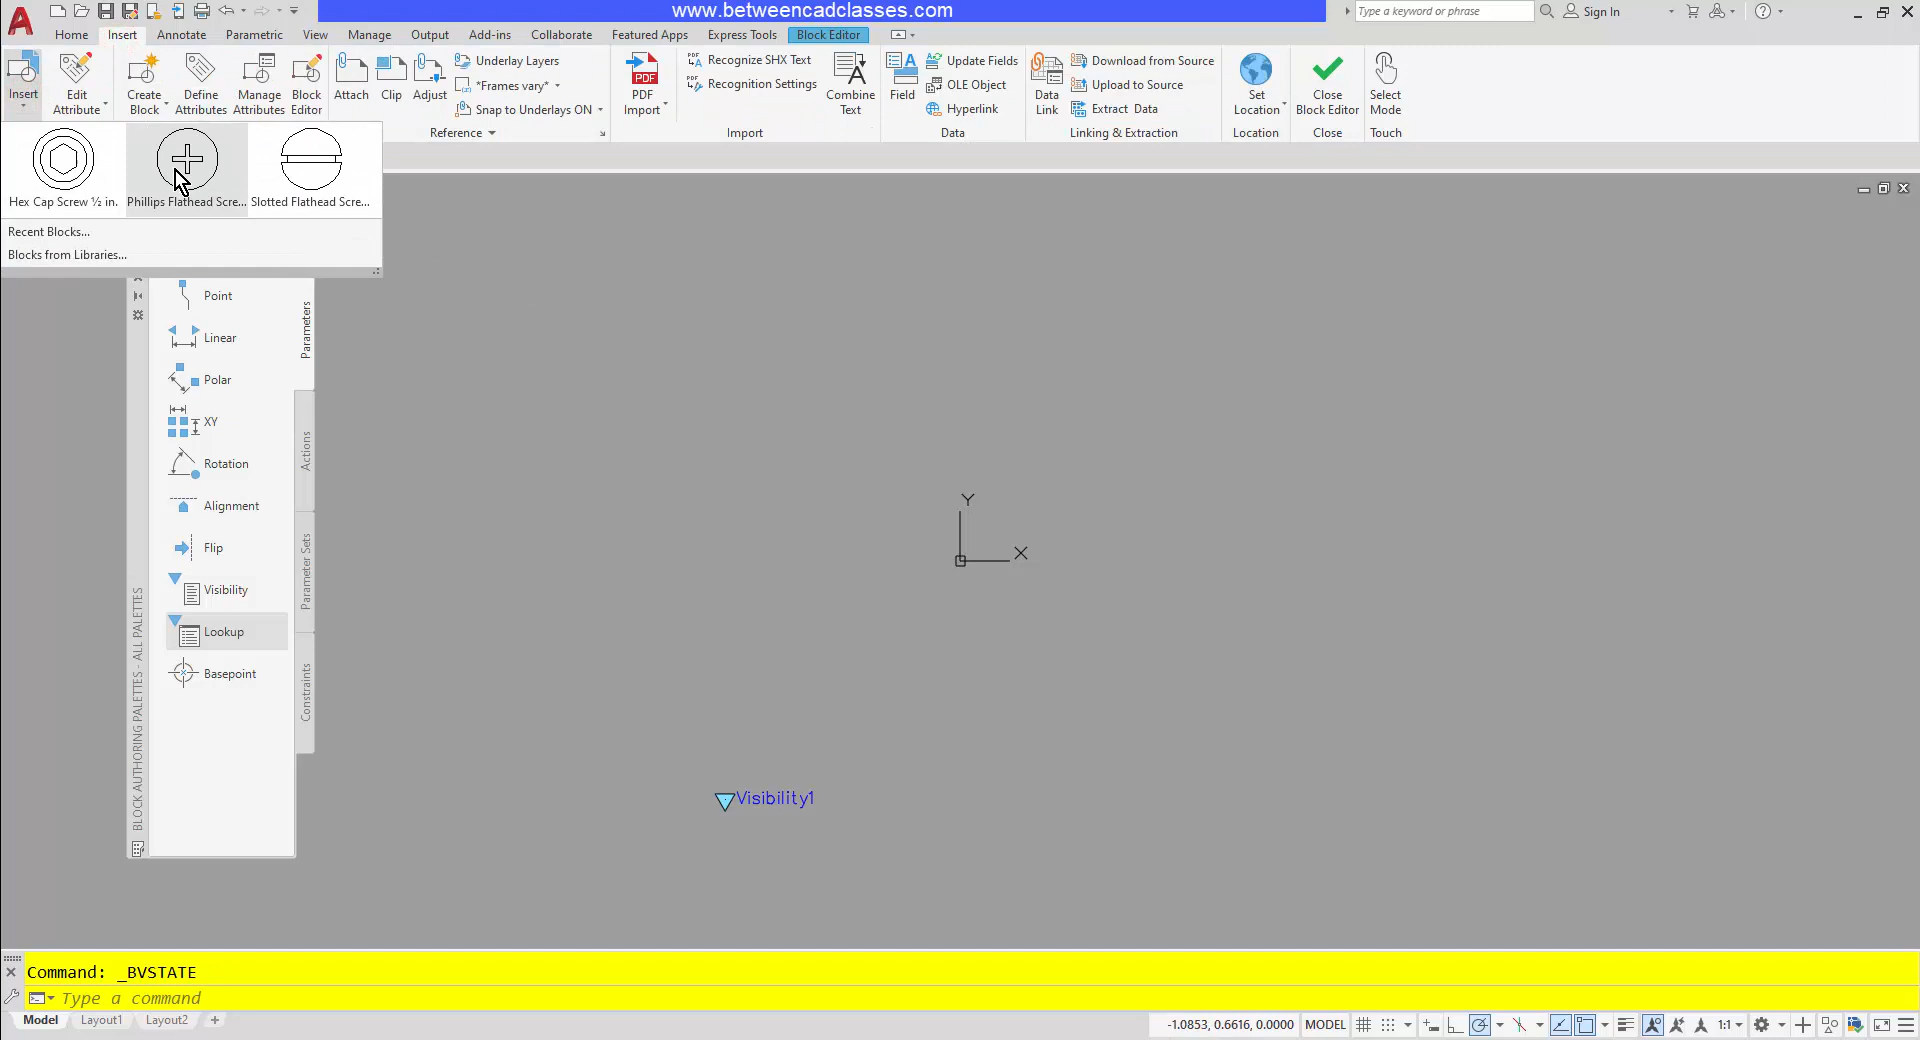 www.betweencadclasses.com
Type a keyword or phrase
Sign In
Home Insert Annotate Parametric View Manage Output Add-ins Collaborate Featured Apps Express Tools Block Editor
Insert
Edit Attribute
Create Block
Define Attributes
Manage Attributes
Block Editor
Attach
Clip
Adjust
Underlay Layers
*Frames vary*
Snap to Underlays ON
Reference
PDF
PDF Import
Recognize SHX Text
Recognition Settings
Combine Text
Import
Field
Update Fields
OLE Object
Hyperlink
Data
Data Link
Download from Source
Upload to Source
Extract Data
Linking & Extraction
Set Location
Location
Close Block Editor
Close
Select Mode
Touch
Hex Cap Screw ½ in.
Phillips Flathead Scre...
Slotted Flathead Scre...
Recent Blocks...
Blocks from Libraries...
Point
Linear
Polar
XY
Rotation
Alignment
Flip
Visibility
Lookup
Basepoint
Parameters
Actions
Parameter Sets
Constraints
BLOCK AUTHORING PALETTES - ALL PALETTES
Y
X
Visibility1
Command: _BVSTATE
Type a command
Model Layout1 Layout2
-1.0853, 0.6616, 0.0000 MODEL 1:1